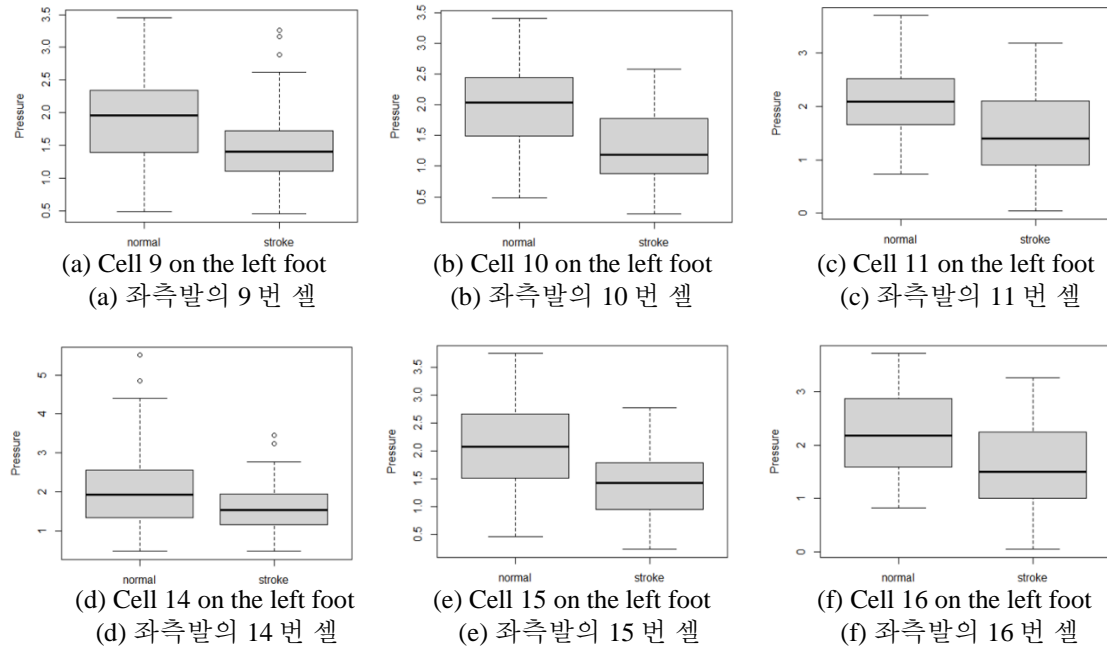 3.5
3.0
2.5
2.0
1.5
1.0
0.5
Pressure
normal stroke
(a) Cell 9 on the left foot
(a) 좌측발의 9 번 셀
3.5
3.0
2.5
2.0
1.5
1.0
0.5
0.0
Pressure
normal stroke
(b) Cell 10 on the left foot
(b) 좌측발의 10 번 셀
3
2
1
0
Pressure
normal stroke
(c) Cell 11 on the left foot
(c) 좌측발의 11 번 셀
5
4
3
2
1
Pressure
normal stroke
(d) Cell 14 on the left foot
(d) 좌측발의 14 번 셀
3.5
3.0
2.5
2.0
1.5
1.0
0.5
Pressure
normal stroke
(e) Cell 15 on the left foot
(e) 좌측발의 15 번 셀
3
2
1
0
Pressure
normal stroke
(f) Cell 16 on the left foot
(f) 좌측발의 16 번 셀